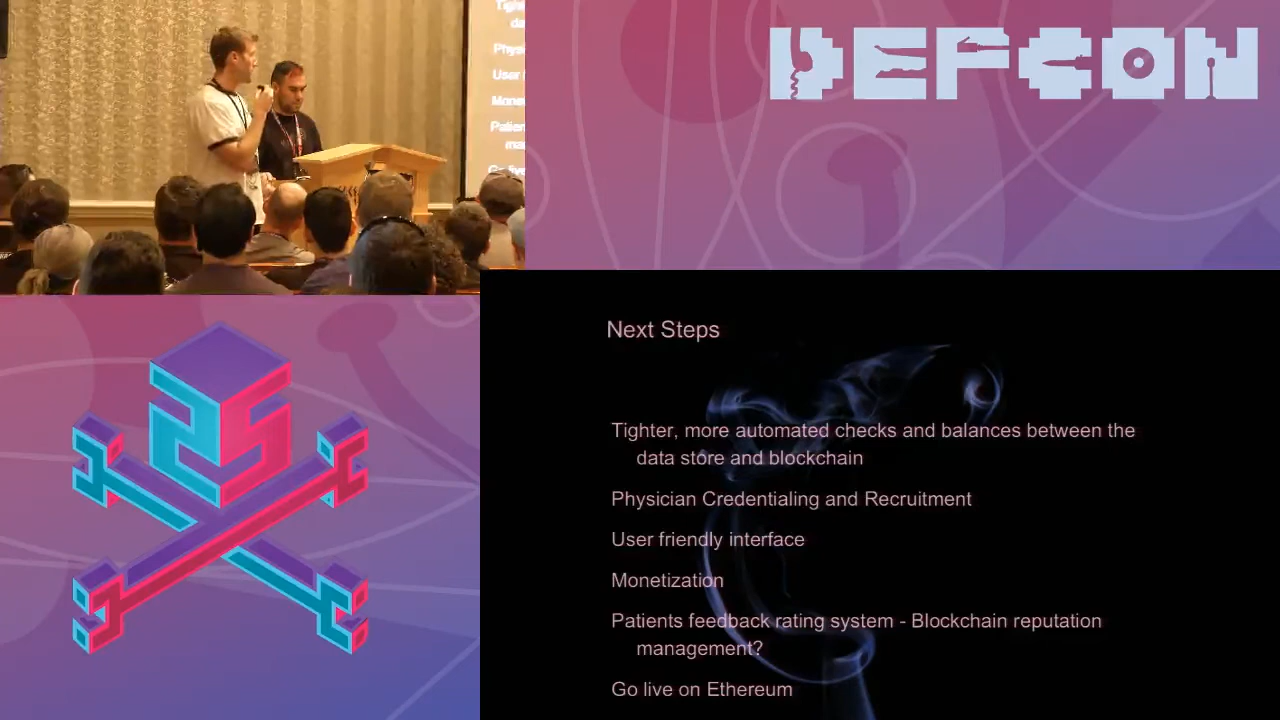 DEFCON
Next Steps
Tighter, more automated checks and balances between the
data store and blockchain
Physician Credentialing and Recruitment
User friendly interface
Monetization
Patients feedback rating system - Blockchain reputation
management?
Go live on Ethereum